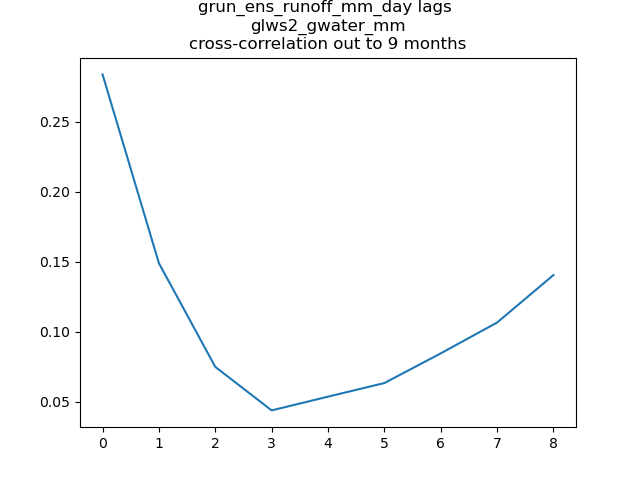 grun_ens_runoff_mm_day lags
glws2_gwater_mm
cross-correlation out to 9 months
0.25
0.20
0.15
0.10
0.05
0 1 2 3 4 5 6 7 8